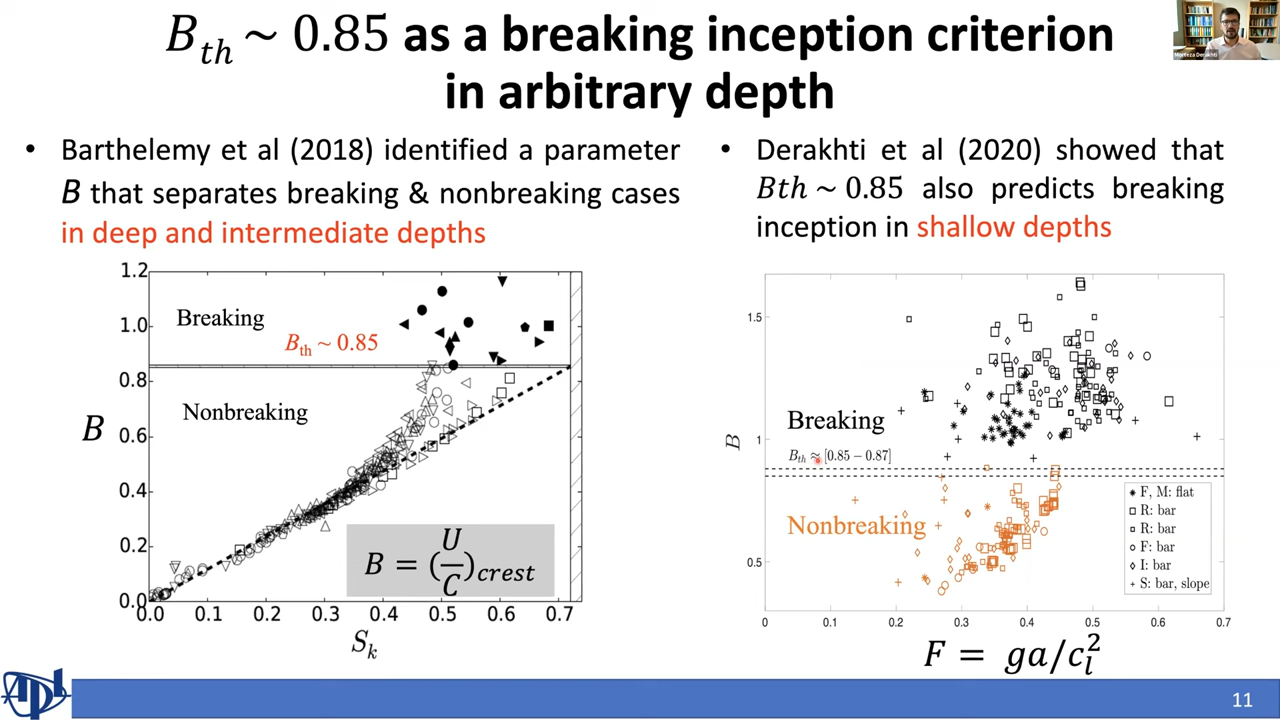 B_th ~ 0.85 as a breaking inception criterion
in arbitrary depth
Morteza Derakhti
• Barthelemy et al (2018) identified a parameter
B that separates breaking & nonbreaking cases
in deep and intermediate depths
• Derakhti et al (2020) showed that
Bth ~ 0.85 also predicts breaking
inception in shallow depths
1.2
1.0
0.8
0.6
0.4
0.2
0.0
B
Breaking
B_th ~ 0.85
Nonbreaking
B = (U/C)_crest
0.0 0.1 0.2 0.3 0.4 0.5 0.6 0.7
S_k
1.5
1
0.5
B
Breaking
B_th ≈ [0.85 − 0.87]
Nonbreaking
F, M: flat
R: bar
R: bar
F: bar
I: bar
S: bar, slope
0 0.1 0.2 0.3 0.4 0.5 0.6 0.7
F = ga/c_l^2
APL
11